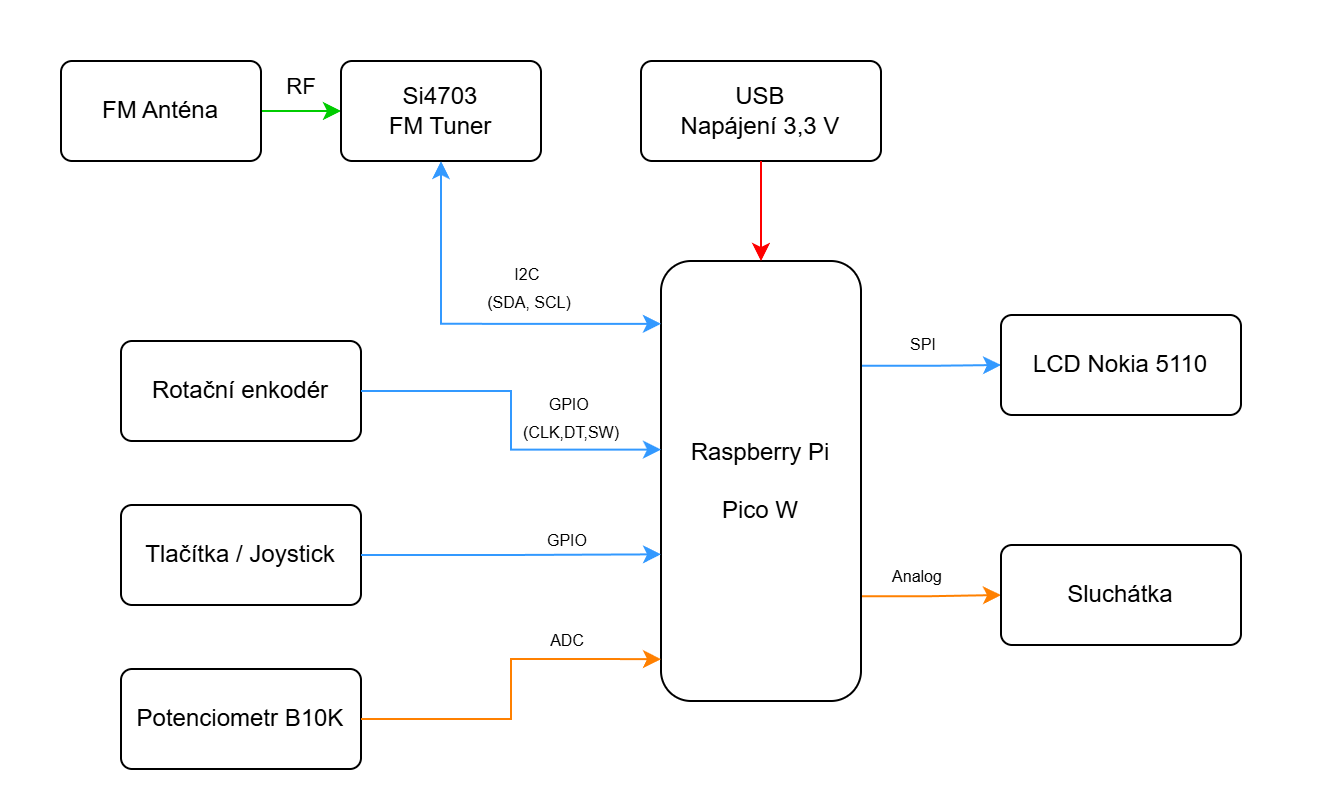 FM Anténa
RF
Si4703
FM Tuner
USB
Napájení 3,3 V
I2C
(SDA, SCL)
Rotační enkodér
GPIO
(CLK,DT,SW)
Raspberry Pi
Pico W
SPI
LCD Nokia 5110
Tlačítka / Joystick
GPIO
Analog
Sluchátka
ADC
Potenciometr B10K